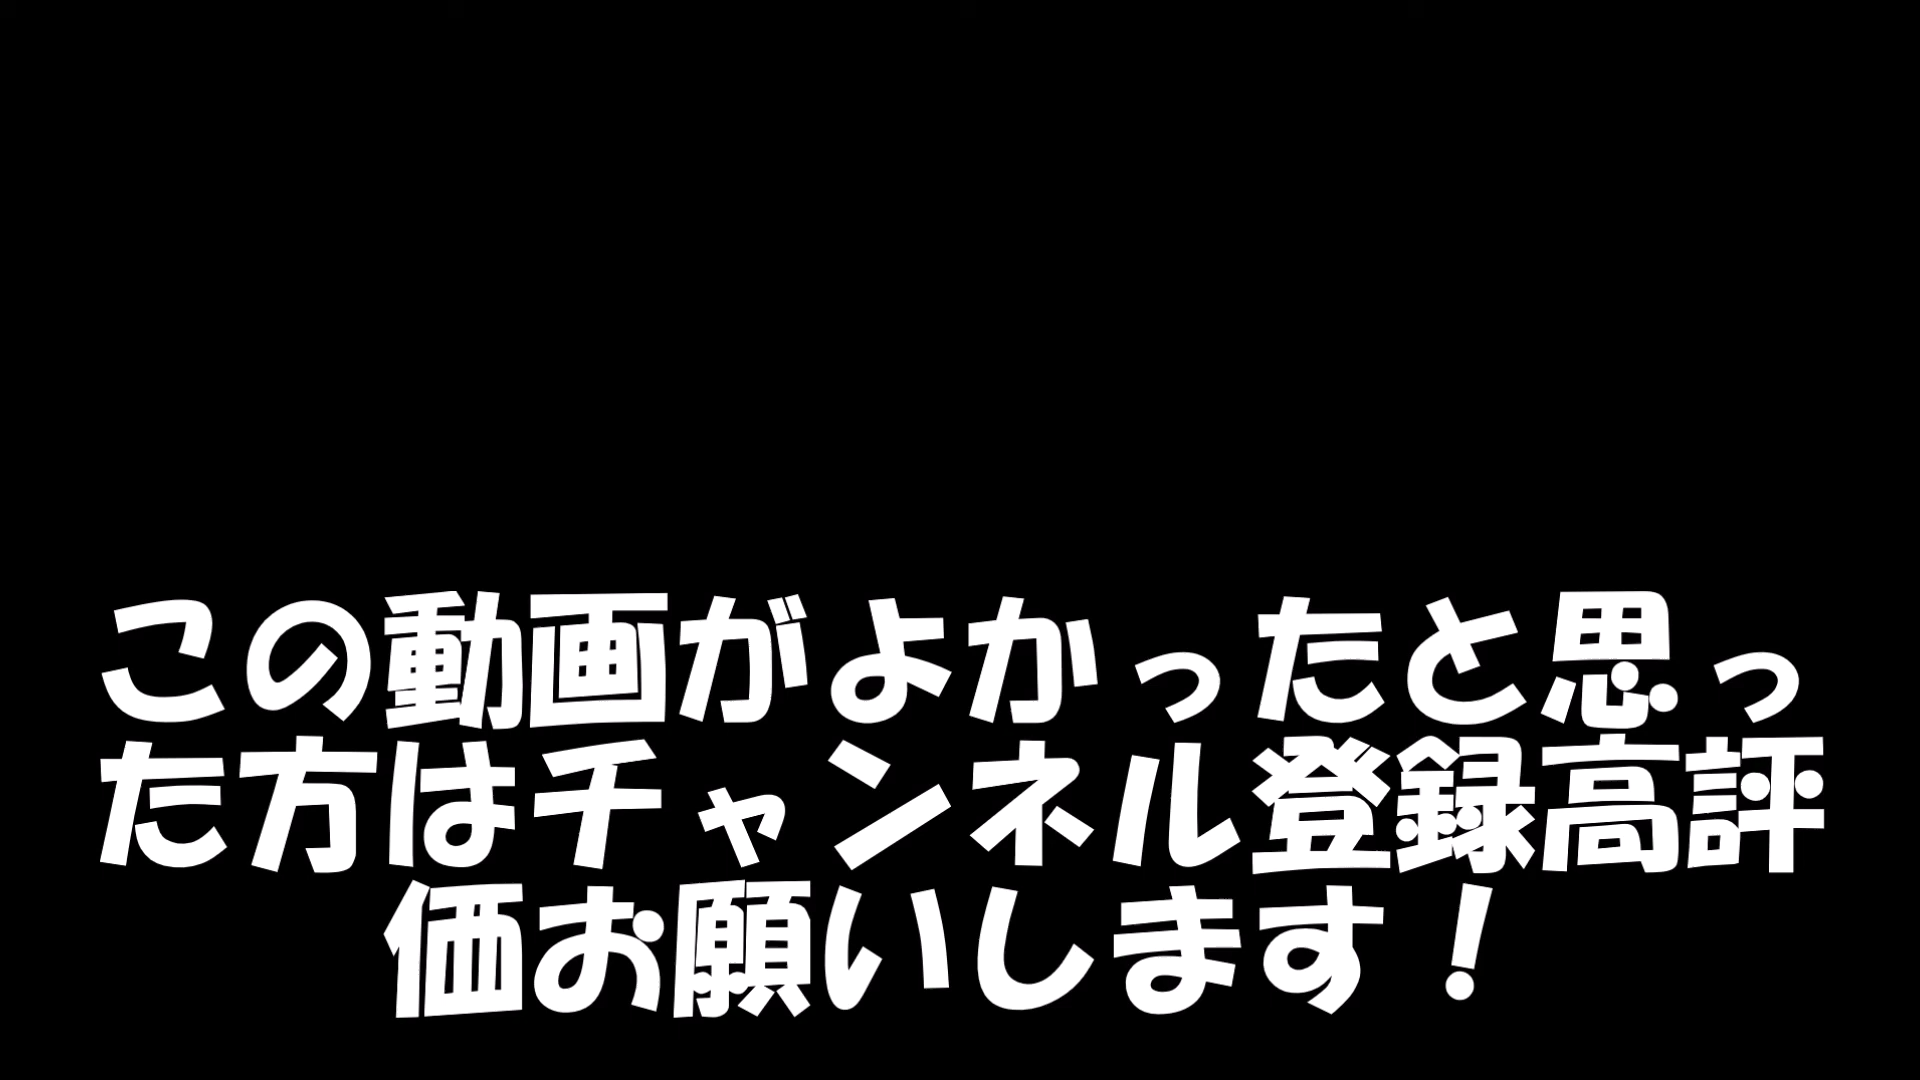 この動画がよかったと思っ
た方はチャンネル登録高評
価お願いします！